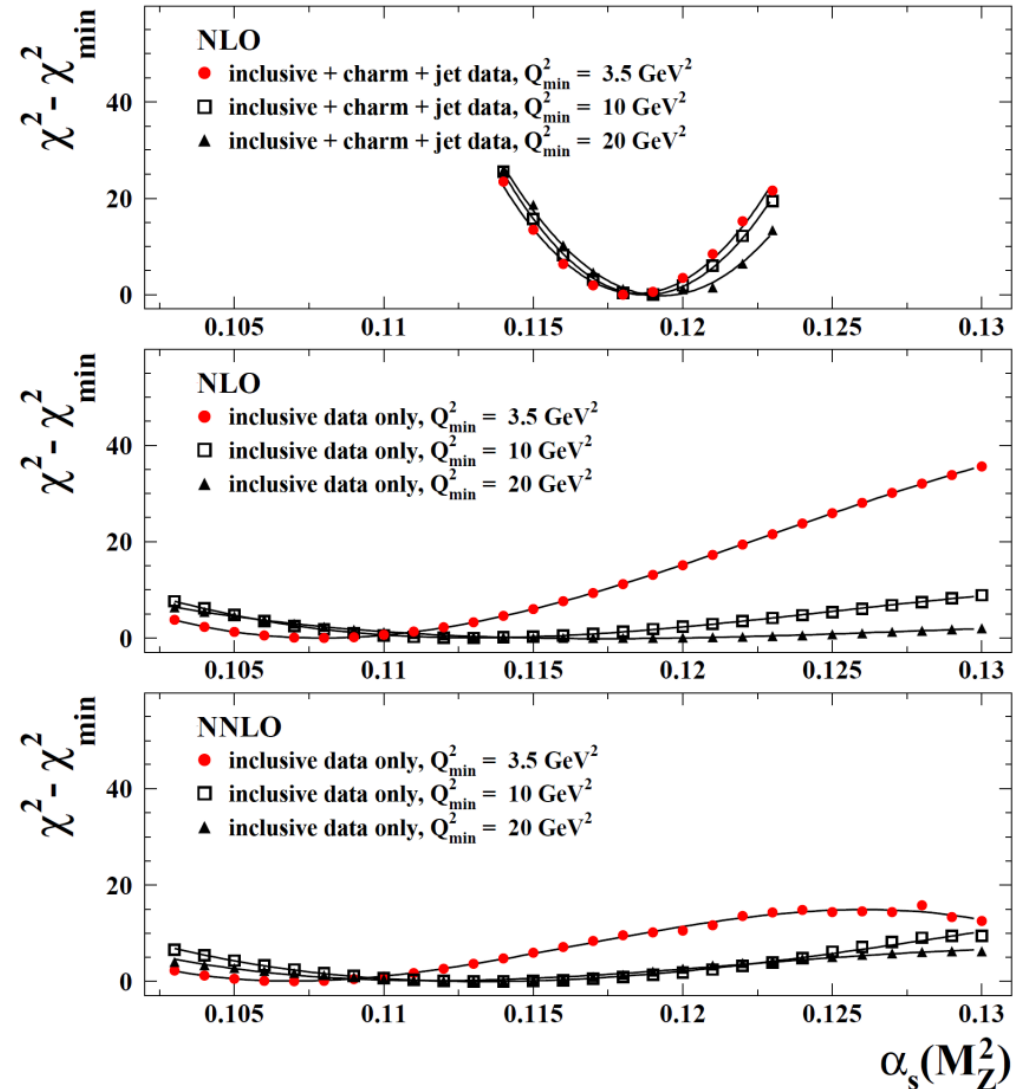 χ² - χ²min
NLO
inclusive + charm + jet data, Q²min = 3.5 GeV²
inclusive + charm + jet data, Q²min = 10 GeV²
inclusive + charm + jet data, Q²min = 20 GeV²
40
20
0
0.105 0.11 0.115 0.12 0.125 0.13
χ² - χ²min
NLO
inclusive data only, Q²min = 3.5 GeV²
inclusive data only, Q²min = 10 GeV²
inclusive data only, Q²min = 20 GeV²
40
20
0
0.105 0.11 0.115 0.12 0.125 0.13
χ² - χ²min
NNLO
inclusive data only, Q²min = 3.5 GeV²
inclusive data only, Q²min = 10 GeV²
inclusive data only, Q²min = 20 GeV²
40
20
0
0.105 0.11 0.115 0.12 0.125 0.13
αs(M²Z)